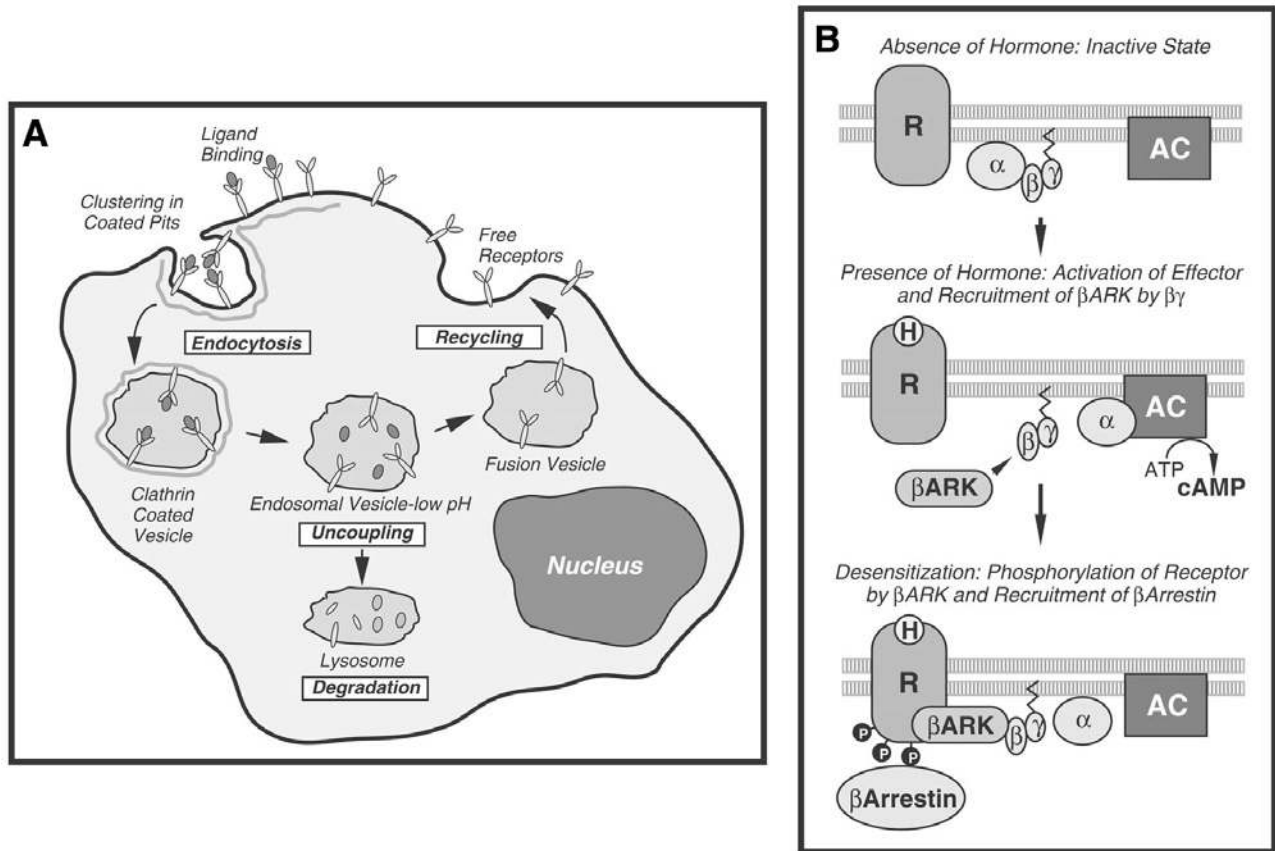 A
Ligand
Binding
Clustering in
Coated Pits
Free
Receptors
Endocytosis
Recycling
Clathrin
Coated
Vesicle
Endosomal Vesicle-low pH
Uncoupling
Fusion Vesicle
Nucleus
Lysosome
Degradation
B
Absence of Hormone: Inactive State
R
α
β
γ
AC
Presence of Hormone: Activation of Effector
and Recruitment of βARK by βγ
H
R
β
γ
α
AC
βARK
ATP
cAMP
Desensitization: Phosphorylation of Receptor
by βARK and Recruitment of βArrestin
H
R
βARK
β
γ
α
AC
P
P
P
βArrestin